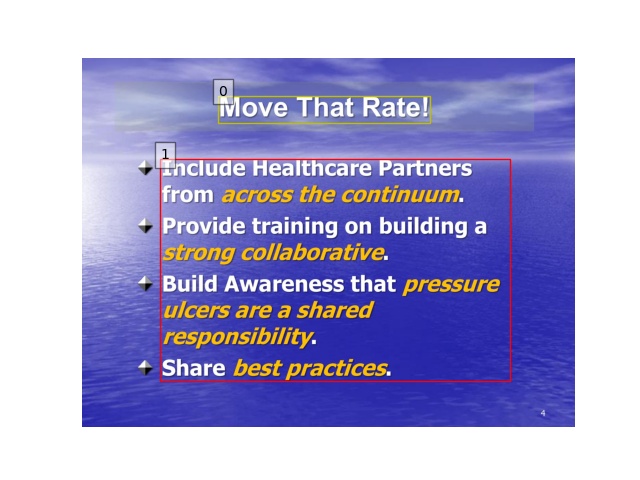 0
Move That Rate!
1
Include Healthcare Partners
from across the continuum.
Provide training on building a
strong collaborative.
Build Awareness that pressure
ulcers are a shared
responsibility.
Share best practices.
4